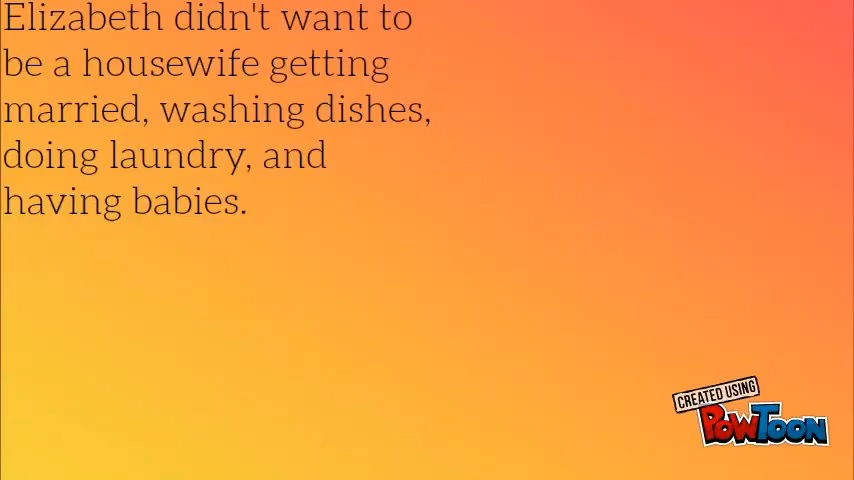 Elizabeth didn't want to
be a housewife getting
married, washing dishes,
doing laundry, and
having babies.
CREATED USING
POWTOON